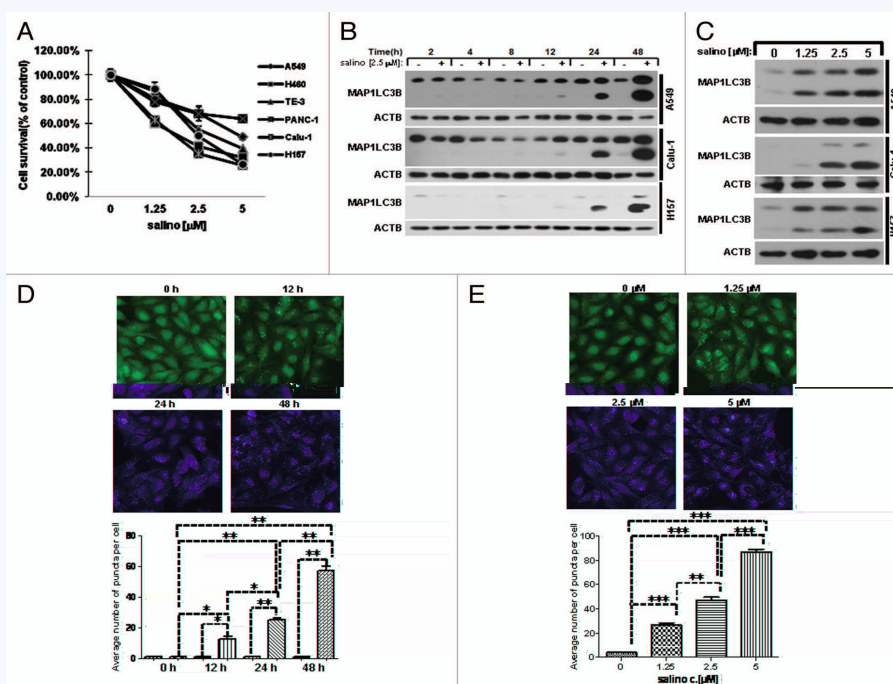 A
120.00%
100.00%
80.00%
60.00%
40.00%
20.00%
0.00%
Cell survival(% of control)
0 1.25 2.5 5
salino [μM]
A549
H460
TE-3
PANC-1
Calu-1
H157
B
Time(h) 2 4 8 12 24 48
salino [2.5 μM] - + - + - + - + - + - +
MAP1LC3B
ACTB
A549
MAP1LC3B
ACTB
Calu-1
MAP1LC3B
ACTB
H157
C
salino [μM] 0 1.25 2.5 5
MAP1LC3B
ACTB
MAP1LC3B
ACTB
MAP1LC3B
ACTB
D
0 h 12 h
24 h 48 h
Average number of puncta per cell
80
60
40
20
0
** ** ** ** * ** * *
0 h 12 h 24 h 48 h
E
0 μM 1.25 μM
2.5 μM 5 μM
Average number of puncta per cell
100
80
60
40
20
0
*** *** *** ** ***
0 1.25 2.5 5
salino c.[μM]